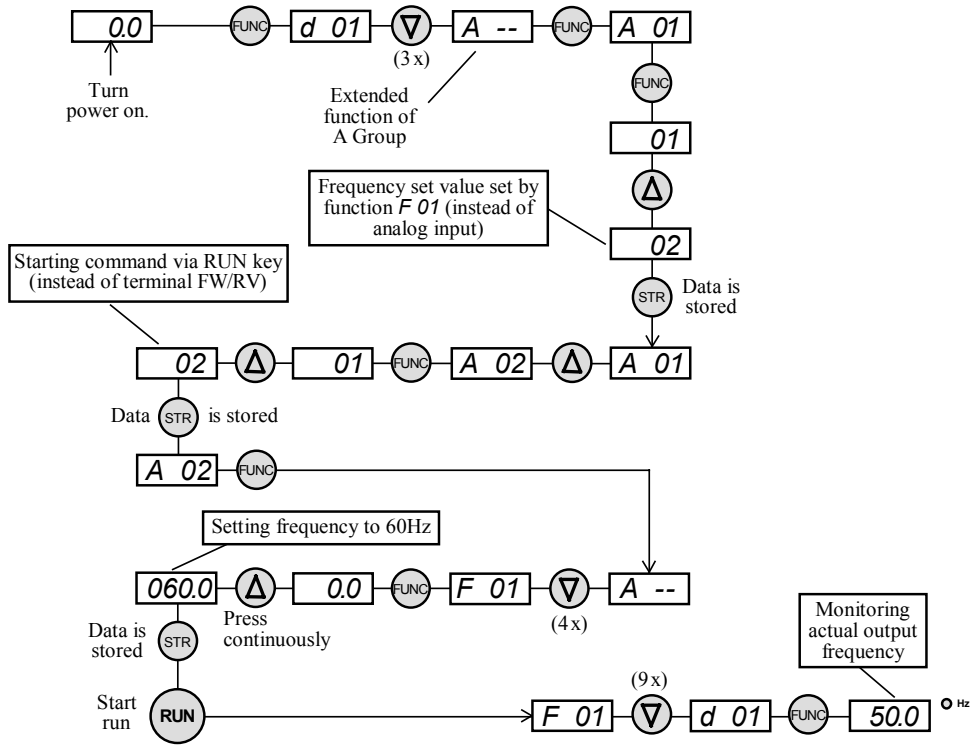 0.0 FUNC d 01 A -- FUNC A 01
(3x)
Turn
power on.
Extended
function of
A Group
FUNC
01
Frequency set value set by
function F 01 (instead of
analog input)
02
Starting command via RUN key
(instead of terminal FW/RV)
STR
Data is
stored
02 01 FUNC A 02 A 01
Data STR is stored
A 02 FUNC
Setting frequency to 60Hz
060.0 0.0 FUNC F 01 A --
Press
continuously
(4x)
Data is
stored
STR
Monitoring
actual output
frequency
Start
run
RUN
(9x)
F 01 d 01 FUNC 50.0 Hz